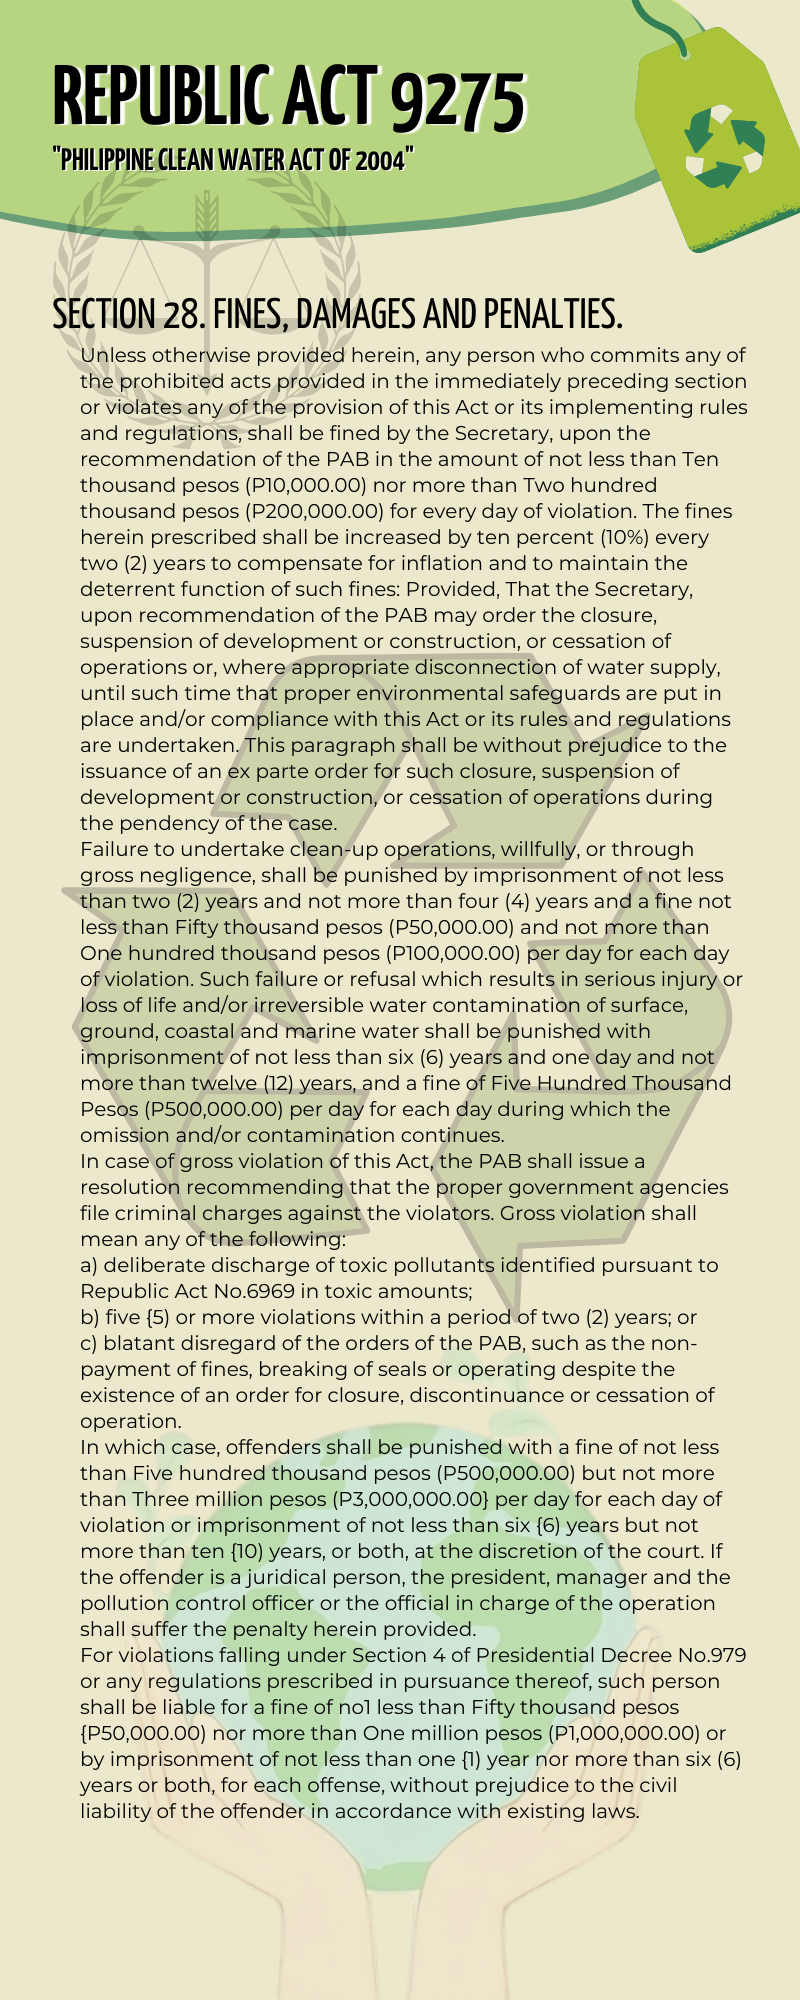 REPUBLIC ACT 9275
"PHILIPPINE CLEAN WATER ACT OF 2004"
SECTION 28. FINES, DAMAGES AND PENALTIES.
Unless otherwise provided herein, any person who commits any of
the prohibited acts provided in the immediately preceding section
or violates any of the provision of this Act or its implementing rules
and regulations, shall be fined by the Secretary, upon the
recommendation of the PAB in the amount of not less than Ten
thousand pesos (P10,000.00) nor more than Two hundred
thousand pesos (P200,000.00) for every day of violation. The fines
herein prescribed shall be increased by ten percent (10%) every
two (2) years to compensate for inflation and to maintain the
deterrent function of such fines: Provided, That the Secretary,
upon recommendation of the PAB may order the closure,
suspension of development or construction, or cessation of
operations or, where appropriate disconnection of water supply,
until such time that proper environmental safeguards are put in
place and/or compliance with this Act or its rules and regulations
are undertaken. This paragraph shall be without prejudice to the
issuance of an ex parte order for such closure, suspension of
development or construction, or cessation of operations during
the pendency of the case.
Failure to undertake clean-up operations, willfully, or through
gross negligence, shall be punished by imprisonment of not less
than two (2) years and not more than four (4) years and a fine not
less than Fifty thousand pesos (P50,000.00) and not more than
One hundred thousand pesos (P100,000.00) per day for each day
of violation. Such failure or refusal which results in serious injury or
loss of life and/or irreversible water contamination of surface,
ground, coastal and marine water shall be punished with
imprisonment of not less than six (6) years and one day and not
more than twelve (12) years, and a fine of Five Hundred Thousand
Pesos (P500,000.00) per day for each day during which the
omission and/or contamination continues.
In case of gross violation of this Act, the PAB shall issue a
resolution recommending that the proper government agencies
file criminal charges against the violators. Gross violation shall
mean any of the following:
a) deliberate discharge of toxic pollutants identified pursuant to
Republic Act No.6969 in toxic amounts;
b) five {5) or more violations within a period of two (2) years; or
c) blatant disregard of the orders of the PAB, such as the non-
payment of fines, breaking of seals or operating despite the
existence of an order for closure, discontinuance or cessation of
operation.
In which case, offenders shall be punished with a fine of not less
than Five hundred thousand pesos (P500,000.00) but not more
than Three million pesos (P3,000,000.00} per day for each day of
violation or imprisonment of not less than six {6) years but not
more than ten {10) years, or both, at the discretion of the court. If
the offender is a juridical person, the president, manager and the
pollution control officer or the official in charge of the operation
shall suffer the penalty herein provided.
For violations falling under Section 4 of Presidential Decree No.979
or any regulations prescribed in pursuance thereof, such person
shall be liable for a fine of no1 less than Fifty thousand pesos
{P50,000.00) nor more than One million pesos (P1,000,000.00) or
by imprisonment of not less than one {1) year nor more than six (6)
years or both, for each offense, without prejudice to the civil
liability of the offender in accordance with existing laws.